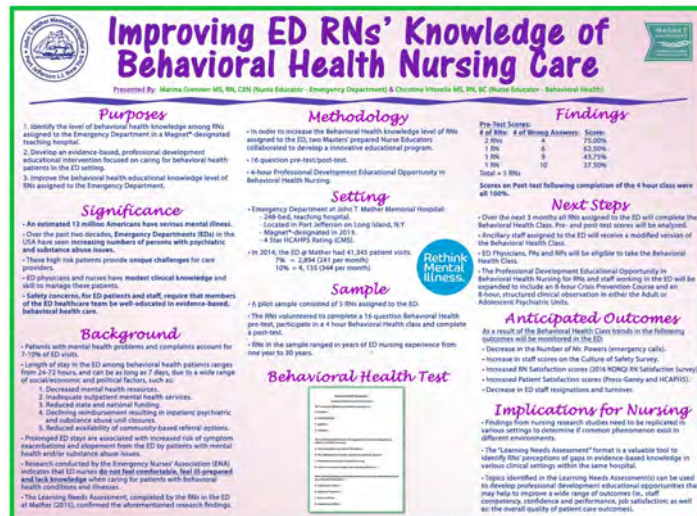 Improving ED RNs' Knowledge of
Behavioral Health Nursing Care
Presented By: Marina Grennen MS, RN, CEN (Nurse Educator - Emergency Department) & Christine Vitarella MS, RN, BC (Nurse Educator - Behavioral Health)
MAGNET
Purposes
1. Identify the level of behavioral health knowledge among RNs
assigned to the Emergency Department in a Magnet®-designated
teaching hospital.
2. Develop an evidence-based, professional development
educational intervention focused on caring for behavioral health
patients in the ED setting.
3. Improve the behavioral health educational knowledge level of
RNs assigned to the Emergency Department.
Significance
• An estimated 13 million Americans have serious mental illness.
• Over the past two decades, Emergency Departments (EDs) in the
USA have seen increasing numbers of persons with psychiatric
and substance abuse issues.
• These high risk patients provide unique challenges for care
providers.
• ED physicians and nurses have modest clinical knowledge and
skill to manage these patients.
• Safety concerns, for ED patients and staff, require that members
of the ED healthcare team be well-educated in evidence-based,
behavioral health care.
Background
• Patients with mental health problems and complaints account for
7-10% of ED visits.
• Length of stay in the ED among behavioral health patients ranges
from 24-72 hours, and can be as long as 7 days, due to a wide range
of social/economic and political factors, such as:
1. Decreased mental health resources.
2. Inadequate outpatient mental health services.
3. Reduced state and national funding.
4. Declining reimbursement resulting in inpatient psychiatric
and substance abuse unit closures.
5. Reduced availability of community-based referral options.
• Prolonged ED stays are associated with increased risk of symptom
exacerbations and elopement from the ED by patients with mental
health and/or substance abuse issues.
• Research conducted by the Emergency Nurses' Association (ENA)
indicates that ED nurses do not feel comfortable, feel ill-prepared
and lack knowledge when caring for patients with behavioral
health conditions and illnesses.
• The Learning Needs Assessment, completed by the RNs in the ED
at Mather (2015), confirmed the aforementioned research findings.
Methodology
• In order to increase the Behavioral Health knowledge level of RNs
assigned to the ED, two Masters' prepared Nurse Educators
collaborated to develop a innovative educational program.
• 16 question pre-test/post-test.
• 4-hour Professional Development Educational Opportunity in
Behavioral Health Nursing.
Setting
• Emergency Department at John T. Mather Memorial Hospital:
- 248-bed, teaching hospital.
- Located in Port Jefferson on Long Island, N.Y.
- Magnet®-designated in 2013.
- 4 Star HCAHPS Rating (CMS).
• In 2014, the ED @ Mather had 41,345 patient visits.
7% = 2,894 (241 per month)
10% = 4,135 (344 per month)
Rethink
Mental
Illness.
Sample
• A pilot sample consisted of 5 RNs assigned to the ED.
• The RNs volunteered to complete a 16 question Behavioral Health
pre-test, participate in a 4 hour Behavioral Health class and complete
a post-test.
• RNs in the sample ranged in years of ED nursing experience from
one year to 30 years.
Behavioral Health Test
Findings
Pre-Test Scores:
# of RNs: # of Wrong Answers: Score:
2 RNs 4 75.00%
1 RN 6 62.50%
1 RN 9 43.75%
1 RN 10 37.50%
Total = 5 RNs
Scores on Post-test following completion of the 4 hour class were
all 100%.
Next Steps
• Over the next 3 months all RNs assigned to the ED will complete the
Behavioral Health Class. Pre- and post-test scores will be analyzed.
• Ancillary staff assigned to the ED will receive a modified version of
the Behavioral Health Class.
• ED Physicians, PAs and NPs will be eligible to take the Behavioral
Health Class.
• The Professional Development Educational Opportunity in
Behavioral Health Nursing for RNs and staff working in the ED will be
expanded to include an 8-hour Crisis Prevention Course and an
8-hour, structured clinical observation in either the Adult or
Adolescent Psychiatric Units.
Anticipated Outcomes
As a result of the Behavioral Health Class trends in the following
outcomes will be monitored in the ED:
• Decrease in the Number of Mr. Powers (emergency calls).
• Increase in staff scores on the Culture of Safety Survey.
• Increased RN Satisfaction scores (2016 NDNQI RN Satisfaction Survey)
• Increased Patient Satisfaction scores (Press-Ganey and HCAHPS).
• Decrease in ED staff resignations and turnover.
Implications for Nursing
• Findings from nursing research studies need to be replicated in
various settings to determine if common phenomenon exist in
different environments.
• The "Learning Needs Assessment" format is a valuable tool to
identify RNs' perceptions of gaps in evidence-based knowledge in
various clinical settings within the same hospital.
• Topics identified in the Learning Needs Assessment(s) can be used
to develop professional development educational opportunities that
may help to improve a wide range of outcomes (i.e., staff
competency, confidence and performance, job satisfaction; as well
as: the overall quality of patient care outcomes).